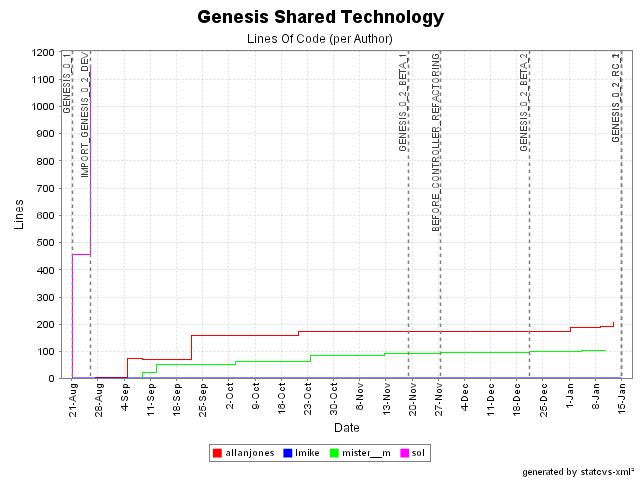 Genesis Shared Technology
Lines Of Code (per Author)
Lines
1200
1100
1000
900
800
700
600
500
400
300
200
100
0
GENESIS_0_1
IMPORT_GENESIS_0_2_DEV
GENESIS_0_2_BETA_1
BEFORE_CONTROLLER_REFACTORING
GENESIS_0_2_BETA_2
GENESIS_0_2_RC_1
21-Aug
28-Aug
4-Sep
11-Sep
18-Sep
25-Sep
2-Oct
9-Oct
16-Oct
23-Oct
30-Oct
6-Nov
13-Nov
20-Nov
27-Nov
4-Dec
11-Dec
18-Dec
25-Dec
1-Jan
8-Jan
15-Jan
Date
allanjones lmike mister__m sol
generated by statcvs-xml²